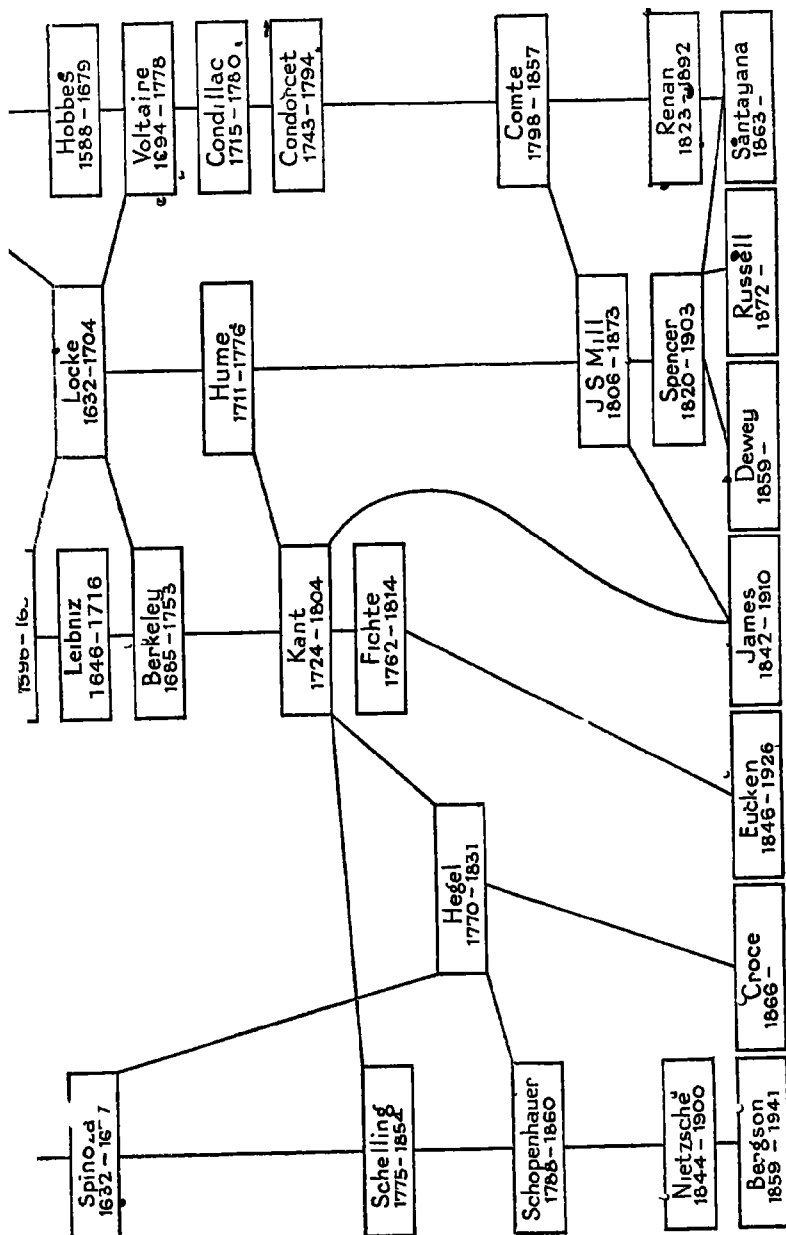 Hobbes
1588-1679
Voltaire
1694-1778
Condillac
1715-1780
Condorcet
1743-1794
Comte
1798-1857
Renan
1823-1892
Santayana
1863-
Locke
1632-1704
Hume
1711-1776
J S Mill
1806-1873
Spencer
1820-1903
Russell
1872-
Dewey
1859-
Leibniz
1646-1716
Berkeley
1685-1753
Kant
1724-1804
Fichte
1762-1814
James
1842-1910
Hegel
1770-1831
Eucken
1846-1926
Croce
1866-
Spinoza
Schelling
1775-1854
Schopenhauer
1788-1860
Nietzsche
1844-1900
Bergson
1859-1941